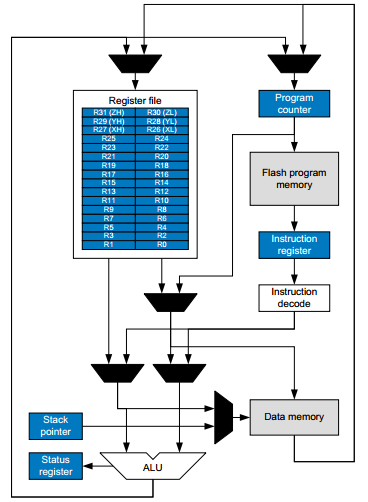 Register file
R31 (ZH) R30 (ZL)
R29 (YH) R28 (YL)
R27 (XH) R26 (XL)
R25 R24
R23 R22
R21 R20
R19 R18
R17 R16
R15 R14
R13 R12
R11 R10
R9 R8
R7 R6
R5 R4
R3 R2
R1 R0
Program
counter
Flash program
memory
Instruction
register
Instruction
decode
Data memory
Stack
pointer
Status
register
ALU